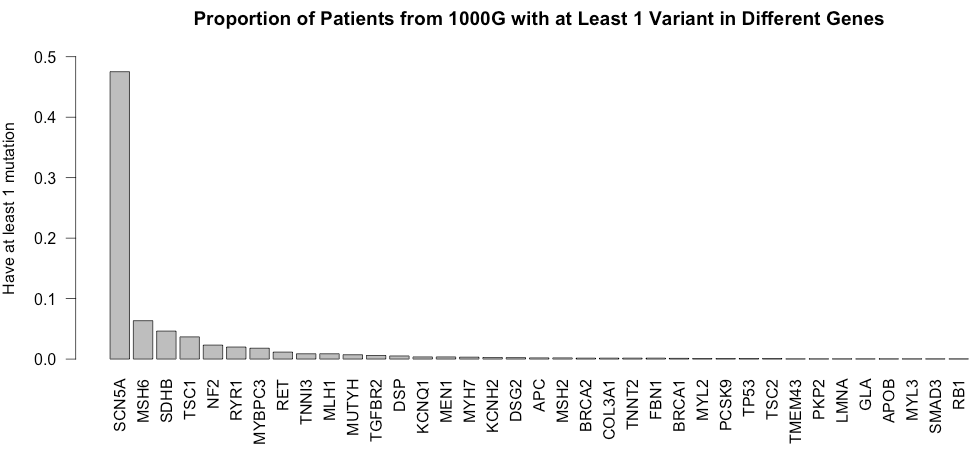 Proportion of Patients from 1000G with at Least 1 Variant in Different Genes
Have at least 1 mutation
0.5
0.4
0.3
0.2
0.1
0.0
SCN5A
MSH6
SDHB
TSC1
NF2
RYR1
MYBPC3
RET
TNNI3
MLH1
MUTYH
TGFBR2
DSP
KCNQ1
MEN1
MYH7
KCNH2
DSG2
APC
MSH2
BRCA2
COL3A1
TNNT2
FBN1
BRCA1
MYL2
PCSK9
TP53
TSC2
TMEM43
PKP2
LMNA
GLA
APOB
MYL3
SMAD3
RB1